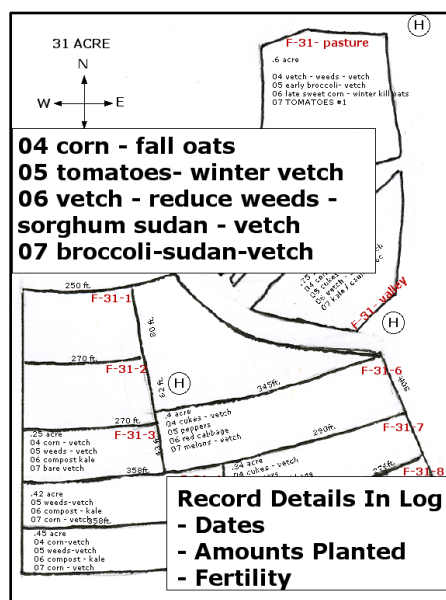 H
31 ACRE
N
W E
F-31- pasture
.6 acre
04 vetch - weeds - vetch
05 early broccoli- vetch
06 late sweet corn - winter kill oats
07 TOMATOES #1
04 corn - fall oats
05 tomatoes- winter vetch
06 vetch - reduce weeds -
sorghum sudan - vetch
07 broccoli-sudan-vetch
F-31- valley
H
250 ft.
F-31-1
80 ft.
270 ft.
F-31-2
62 ft.
H
345ft.
F-31-6
270 ft.
F-31-3
.4 acre
04 cukes - vetch
05 peppers
06 red cabbage
07 melons - vetch
290ft.
F-31-7
.25 acre
04 corn - vetch
05 weeds - vetch
06 compost kale
07 bare vetch
358ft.
F-31-8
.34 acre
cukes - vetch
.42 acre
05 weeds-vetch
06 compost - kale
07 corn - vetch
358ft.
.45 acre
04 corn-vetch
05 weeds-vetch
06 compost - kale
07 corn - vetch
Record Details In Log
- Dates
- Amounts Planted
- Fertility